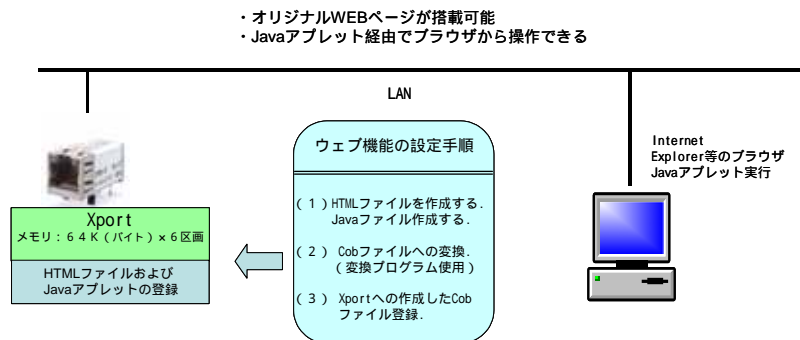 ・オリジナルWEBページが搭載可能
・Javaアプレット経由でブラウザから操作できる
LAN
ウェブ機能の設定手順
(1)HTMLファイルを作成する.
Javaファイル作成する.
(2) Cobファイルへの変換.
(変換プログラム使用)
(3) Xportへの作成したCob
ファイル登録.
Xport
メモリ:64K(バイト)×6区画
HTMLファイルおよび
Javaアプレットの登録
Internet
Explorer等のブラウザ
Javaアプレット実行